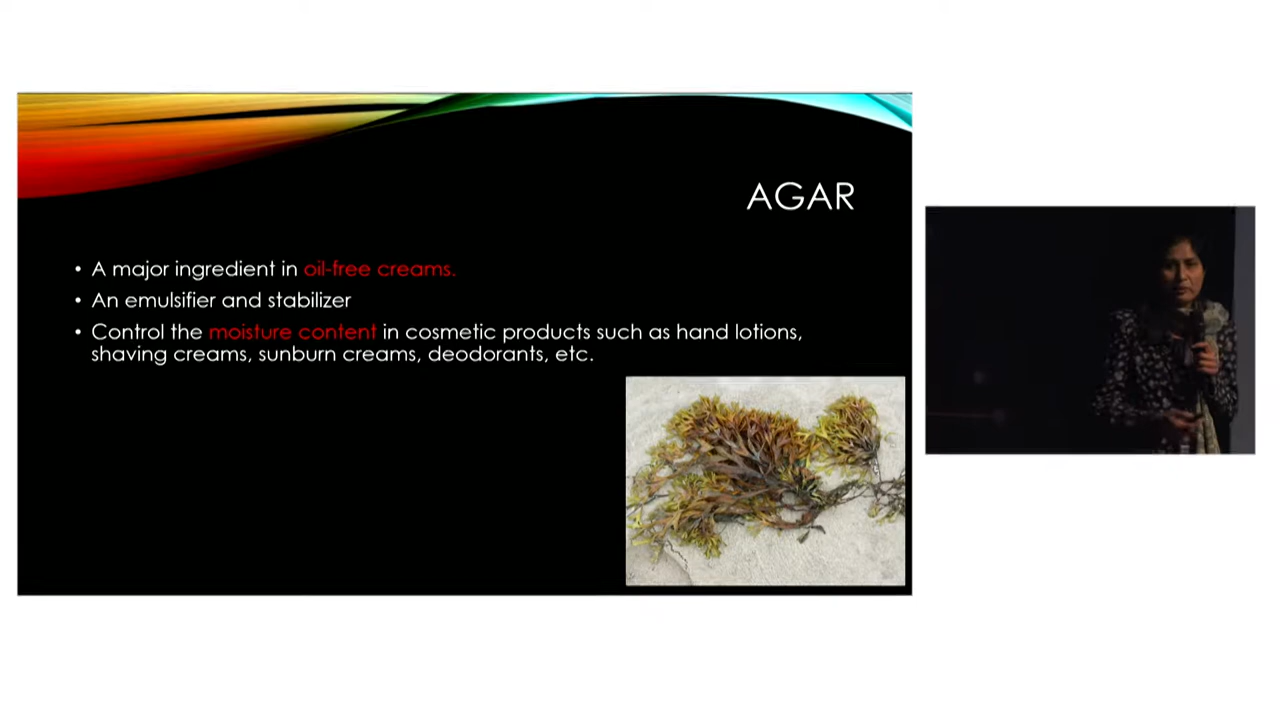 AGAR
• A major ingredient in oil-free creams.
• An emulsifier and stabilizer
• Control the moisture content in cosmetic products such as hand lotions,
shaving creams, sunburn creams, deodorants, etc.